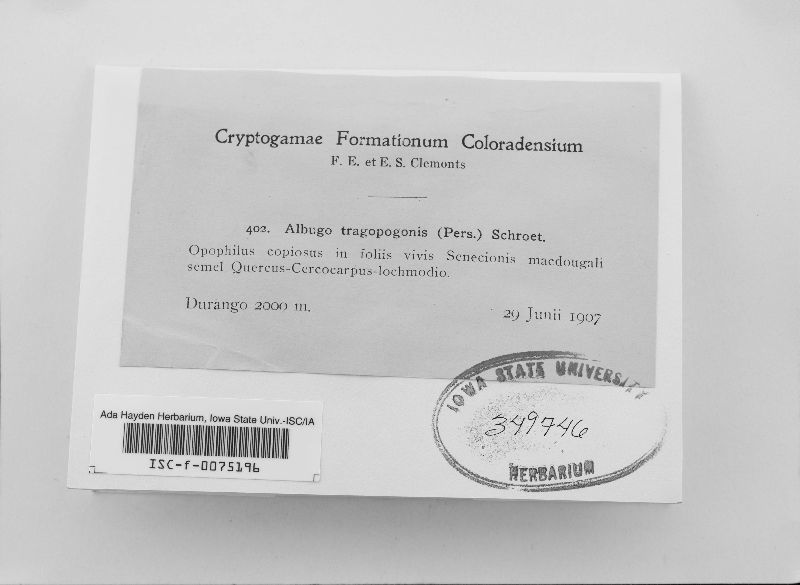 Cryptogamae Formationum Coloradensium
F. E. et E. S. Clemonts
402. Albugo tragopogonis (Pers.) Schroet.
Opophilus copiosus in foliis vivis Senecionis macdougali
semel Quercus-Cercocarpus-lochmodio.
Durango 2000 m.
29 Junii 1907
IOWA STATE UNIVERSITY
349746
HERBARIUM
Ada Hayden Herbarium, Iowa State Univ.-ISC/IA
ISC-f-0075196